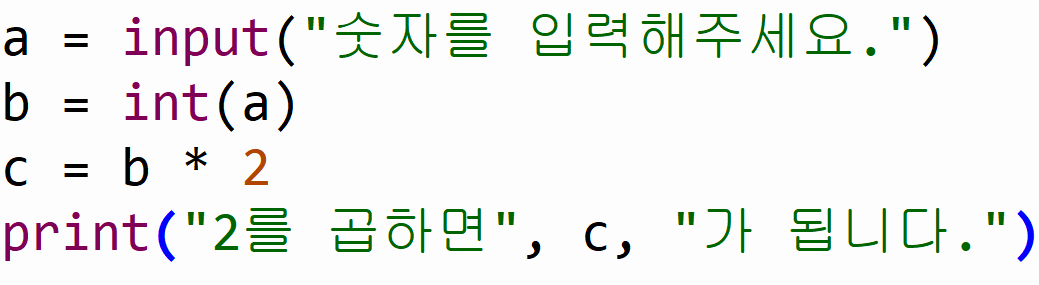 a = input("숫자를 입력해주세요.")
b = int(a)
c = b * 2
print("2를 곱하면", c, "가 됩니다.")